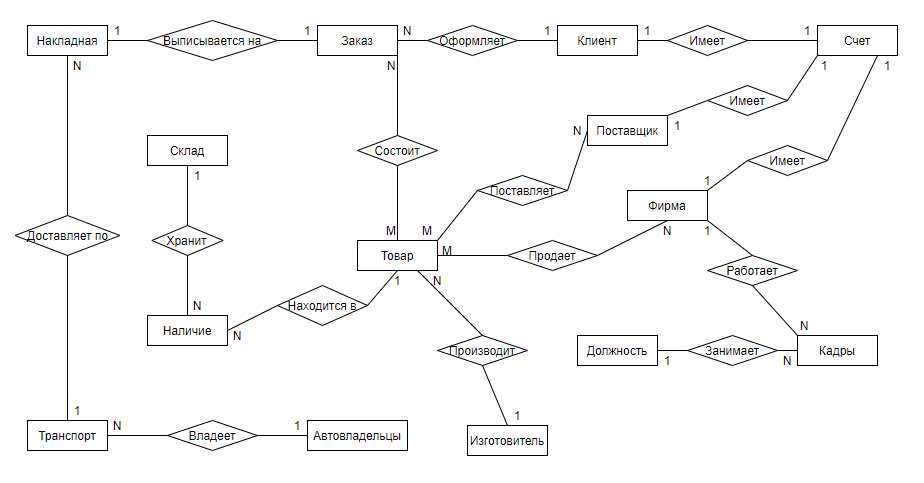 Накладная 1 Выписывается на 1 Заказ N Оформляет 1 Клиент 1 Имеет 1 Счет
N N 1 1
Имеет
N Поставщик 1
Склад Состоит Имеет
1 1
Поставляет
Фирма
Доставляет по Хранит M M N 1
Товар M Продает
Работает
1 N
N Находится в
Наличие N N
Производит Должность 1 Занимает N Кадры
1 1
Транспорт N Владеет 1 Автовладельцы
Изготовитель